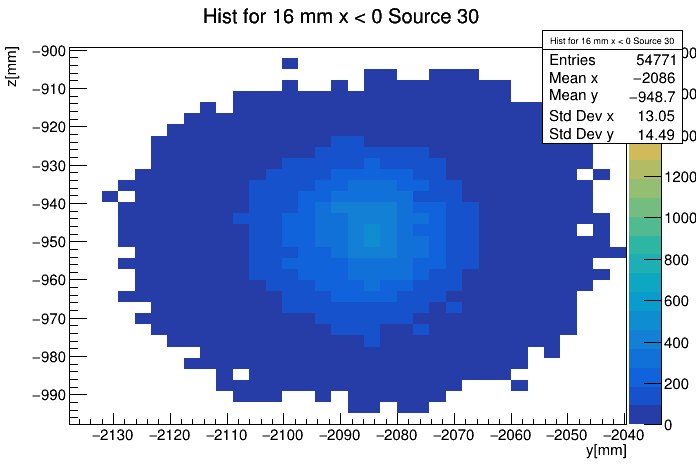 Hist for 16 mm x < 0 Source 30
z[mm]
−900
−910
−920
−930
−940
−950
−960
−970
−980
−990
−2130 −2120 −2110 −2100 −2090 −2080 −2070 −2060 −2050 −2040
y[mm]
Hist for 16 mm x < 0 Source 30
Entries 54771
Mean x −2086
Mean y −948.7
Std Dev x 13.05
Std Dev y 14.49
1200
1000
800
600
400
200
0